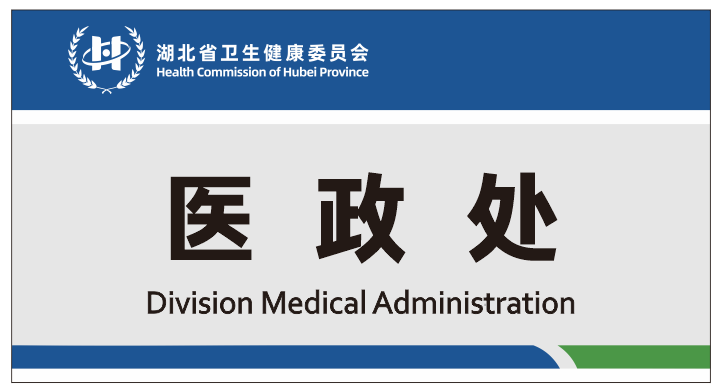 湖北省卫生健康委员会
Health Commission of Hubei Province
医政处
Division Medical Administration